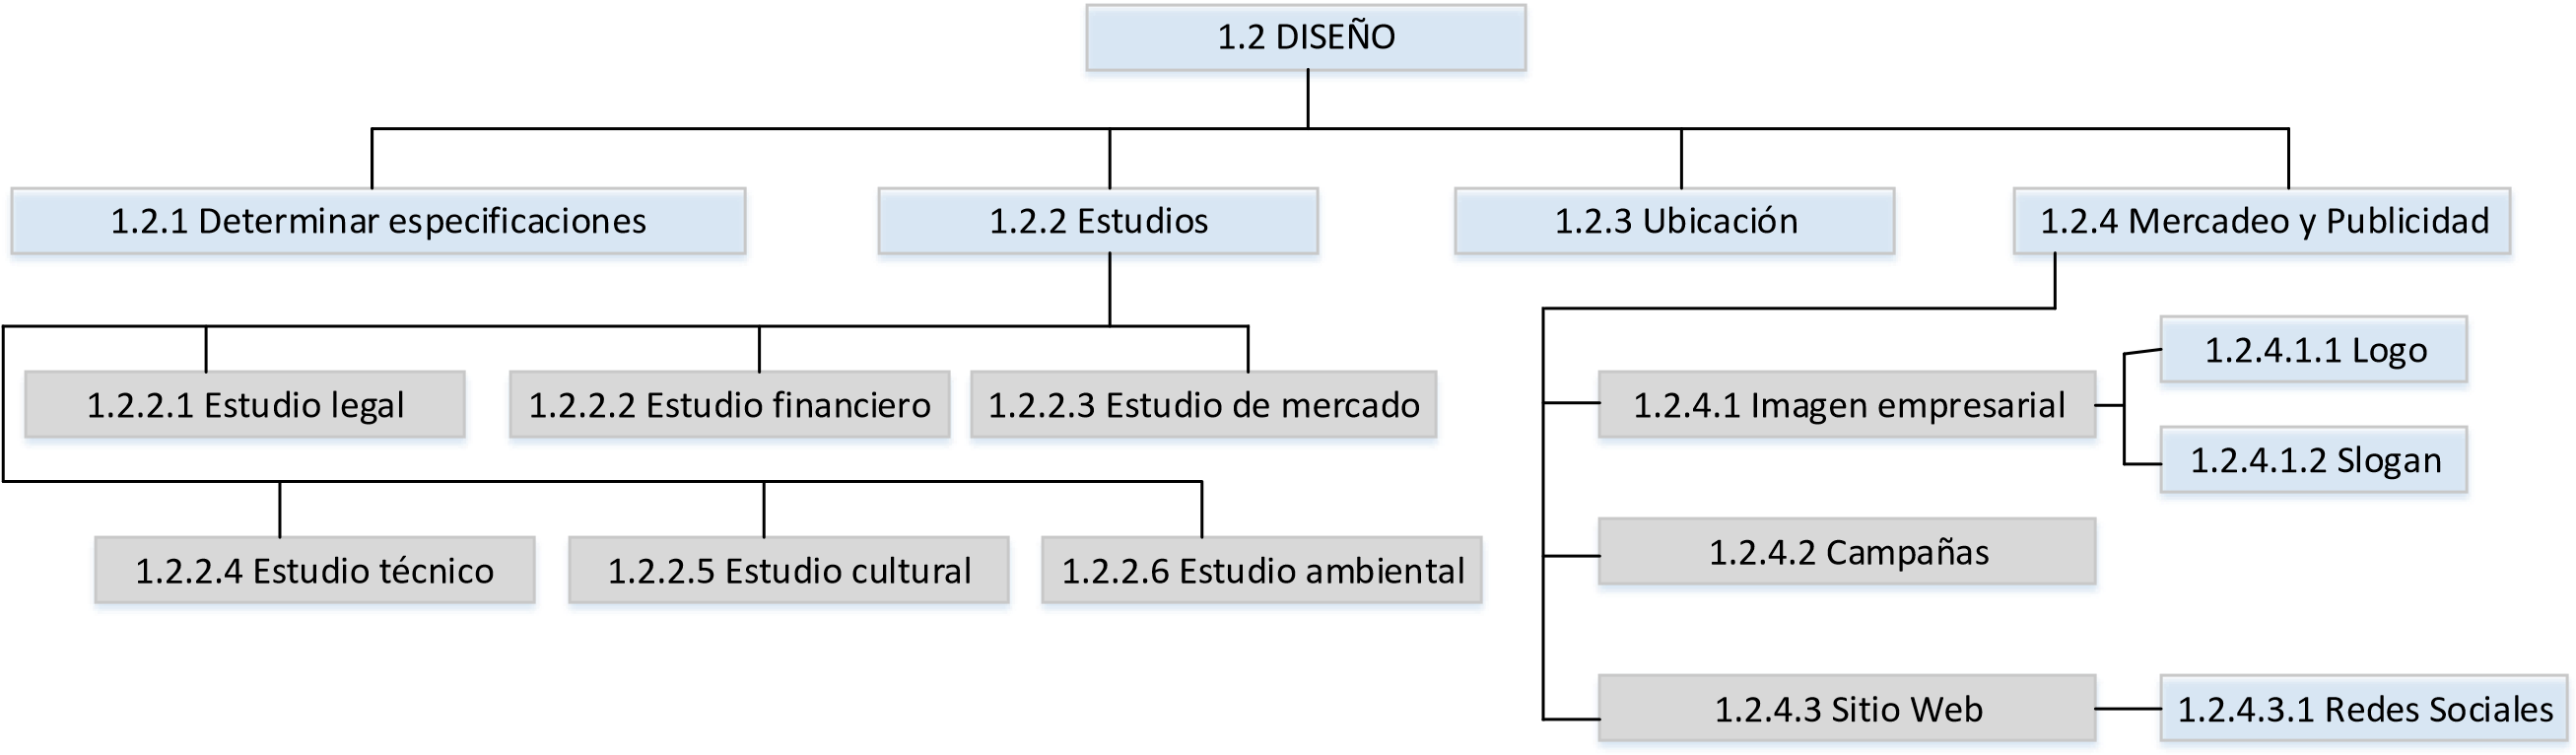 1.2 DISEÑO
1.2.1 Determinar especificaciones
1.2.2 Estudios
1.2.3 Ubicación
1.2.4 Mercadeo y Publicidad
1.2.2.1 Estudio legal
1.2.2.2 Estudio financiero
1.2.2.3 Estudio de mercado
1.2.2.4 Estudio técnico
1.2.2.5 Estudio cultural
1.2.2.6 Estudio ambiental
1.2.4.1 Imagen empresarial
1.2.4.1.1 Logo
1.2.4.1.2 Slogan
1.2.4.2 Campañas
1.2.4.3 Sitio Web
1.2.4.3.1 Redes Sociales